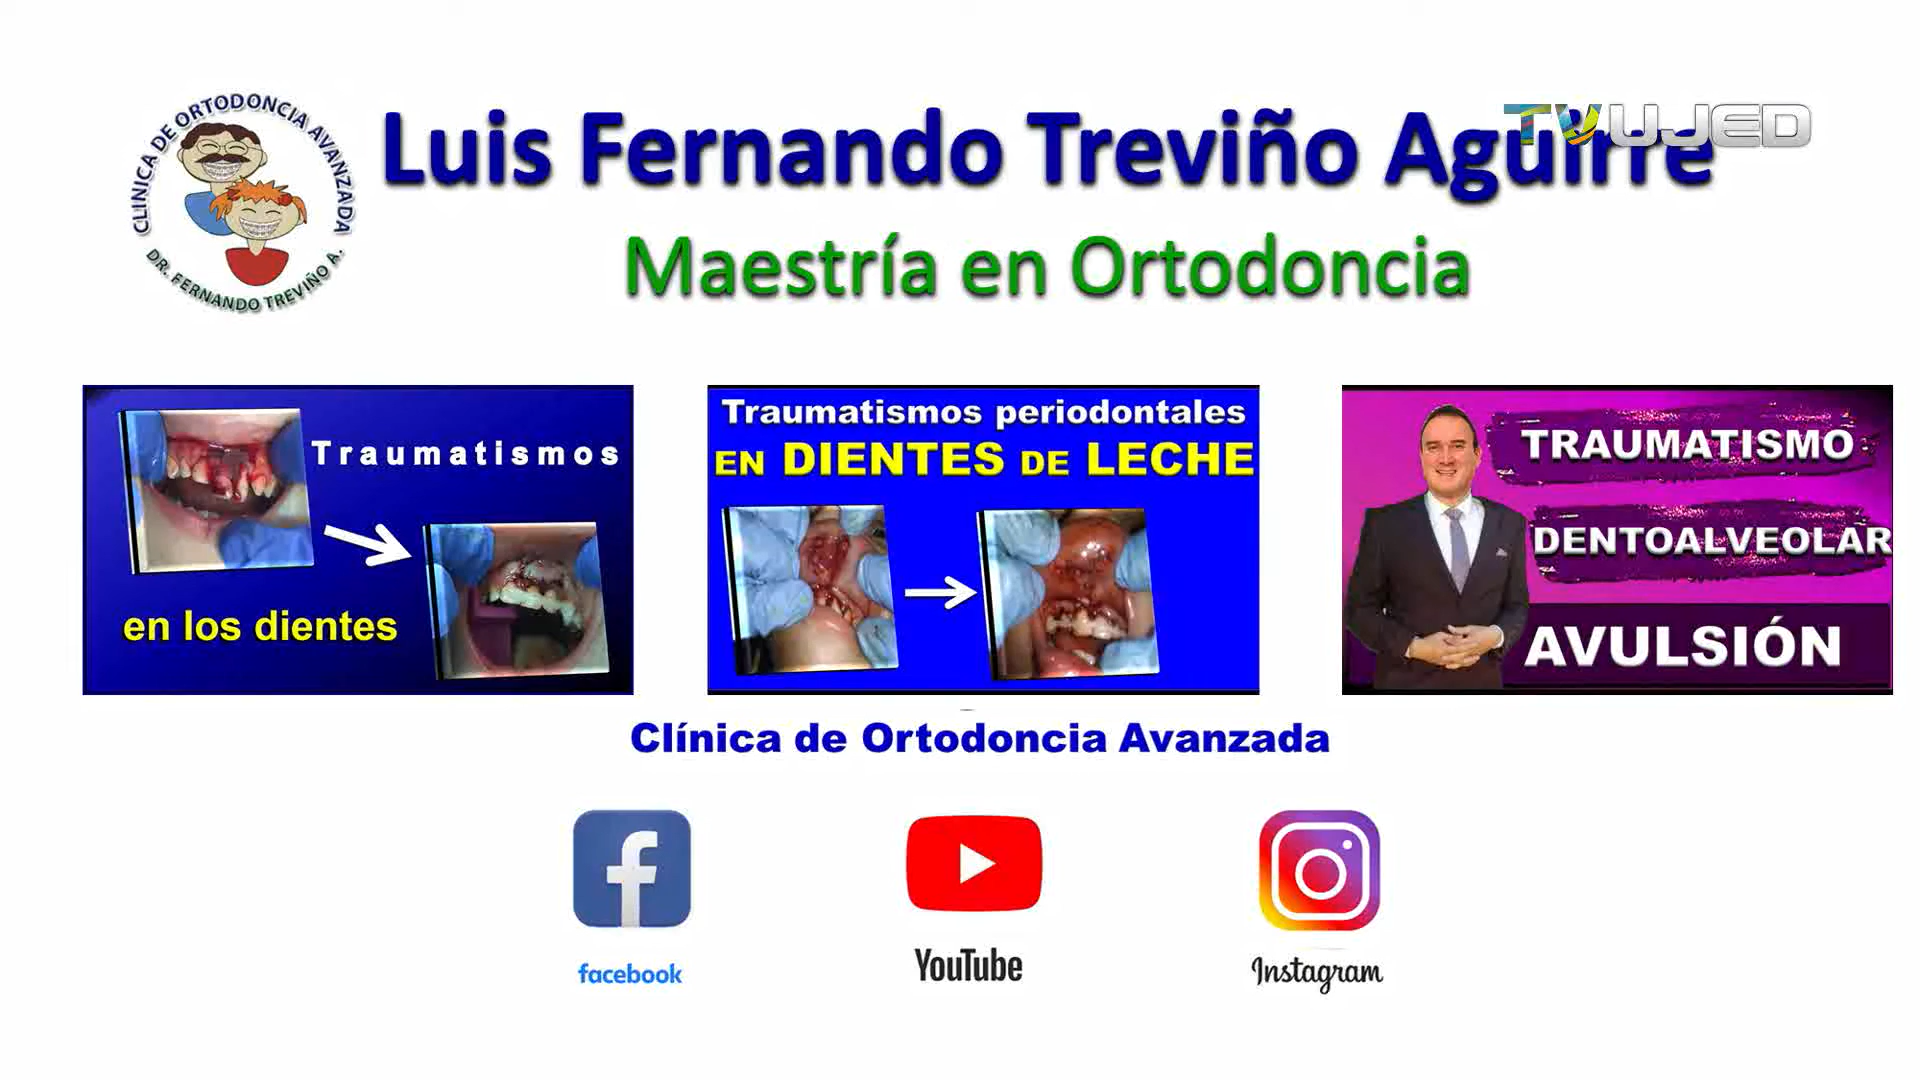 CLINICA DE ORTODONCIA AVANZADA
DR. FERNANDO TREVIÑO A.
Luis Fernando Treviño Aguirre
TVUJED
Maestría en Ortodoncia
Traumatismos
en los dientes
Traumatismos periodontales
EN DIENTES DE LECHE
TRAUMATISMO
DENTOALVEOLAR
AVULSIÓN
Clínica de Ortodoncia Avanzada
facebook
YouTube
Instagram